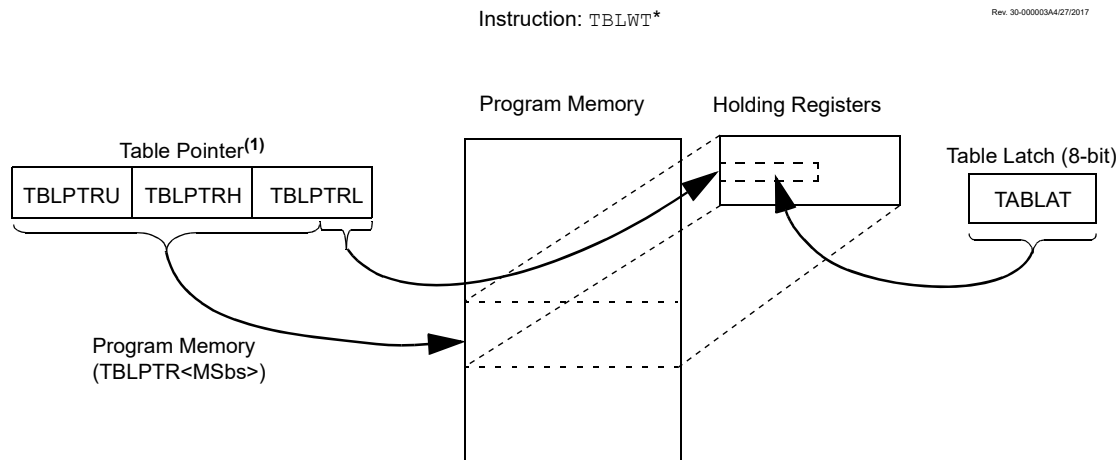 Instruction: TBLWT*
Rev. 30-000003A4/27/2017
Program Memory
Holding Registers
Table Pointer(1)
Table Latch (8-bit)
TBLPTRU
TBLPTRH
TBLPTRL
TABLAT
Program Memory
(TBLPTR<MSbs>)